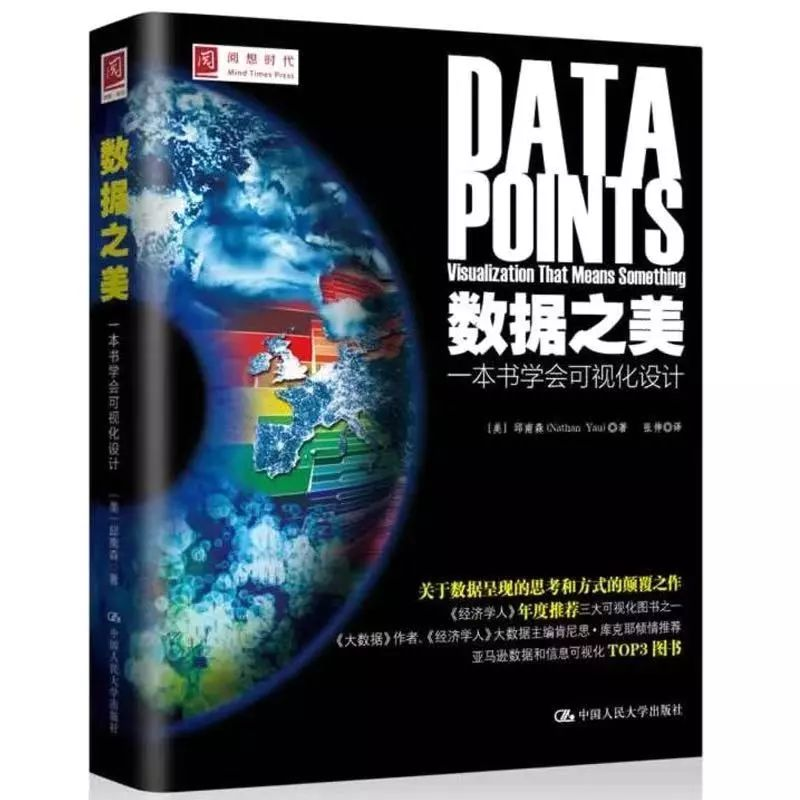 阅想时代
Mind Times Press
DATA
POINTS
Visualization That Means Something
数据之美
一本书学会可视化设计
［美］邱南森（Nathan Yau）◎著 张伸◎译
关于数据呈现的思考和方式的颠覆之作
《经济学人》年度推荐三大可视化图书之一
《大数据》作者、《经济学人》大数据主编肯尼思·库克耶倾情推荐
亚马逊数据和信息可视化TOP3图书
中国人民大学出版社
阅
数据之美
一本书学会可视化设计
［美］邱南森◎著
中国人民大学出版社